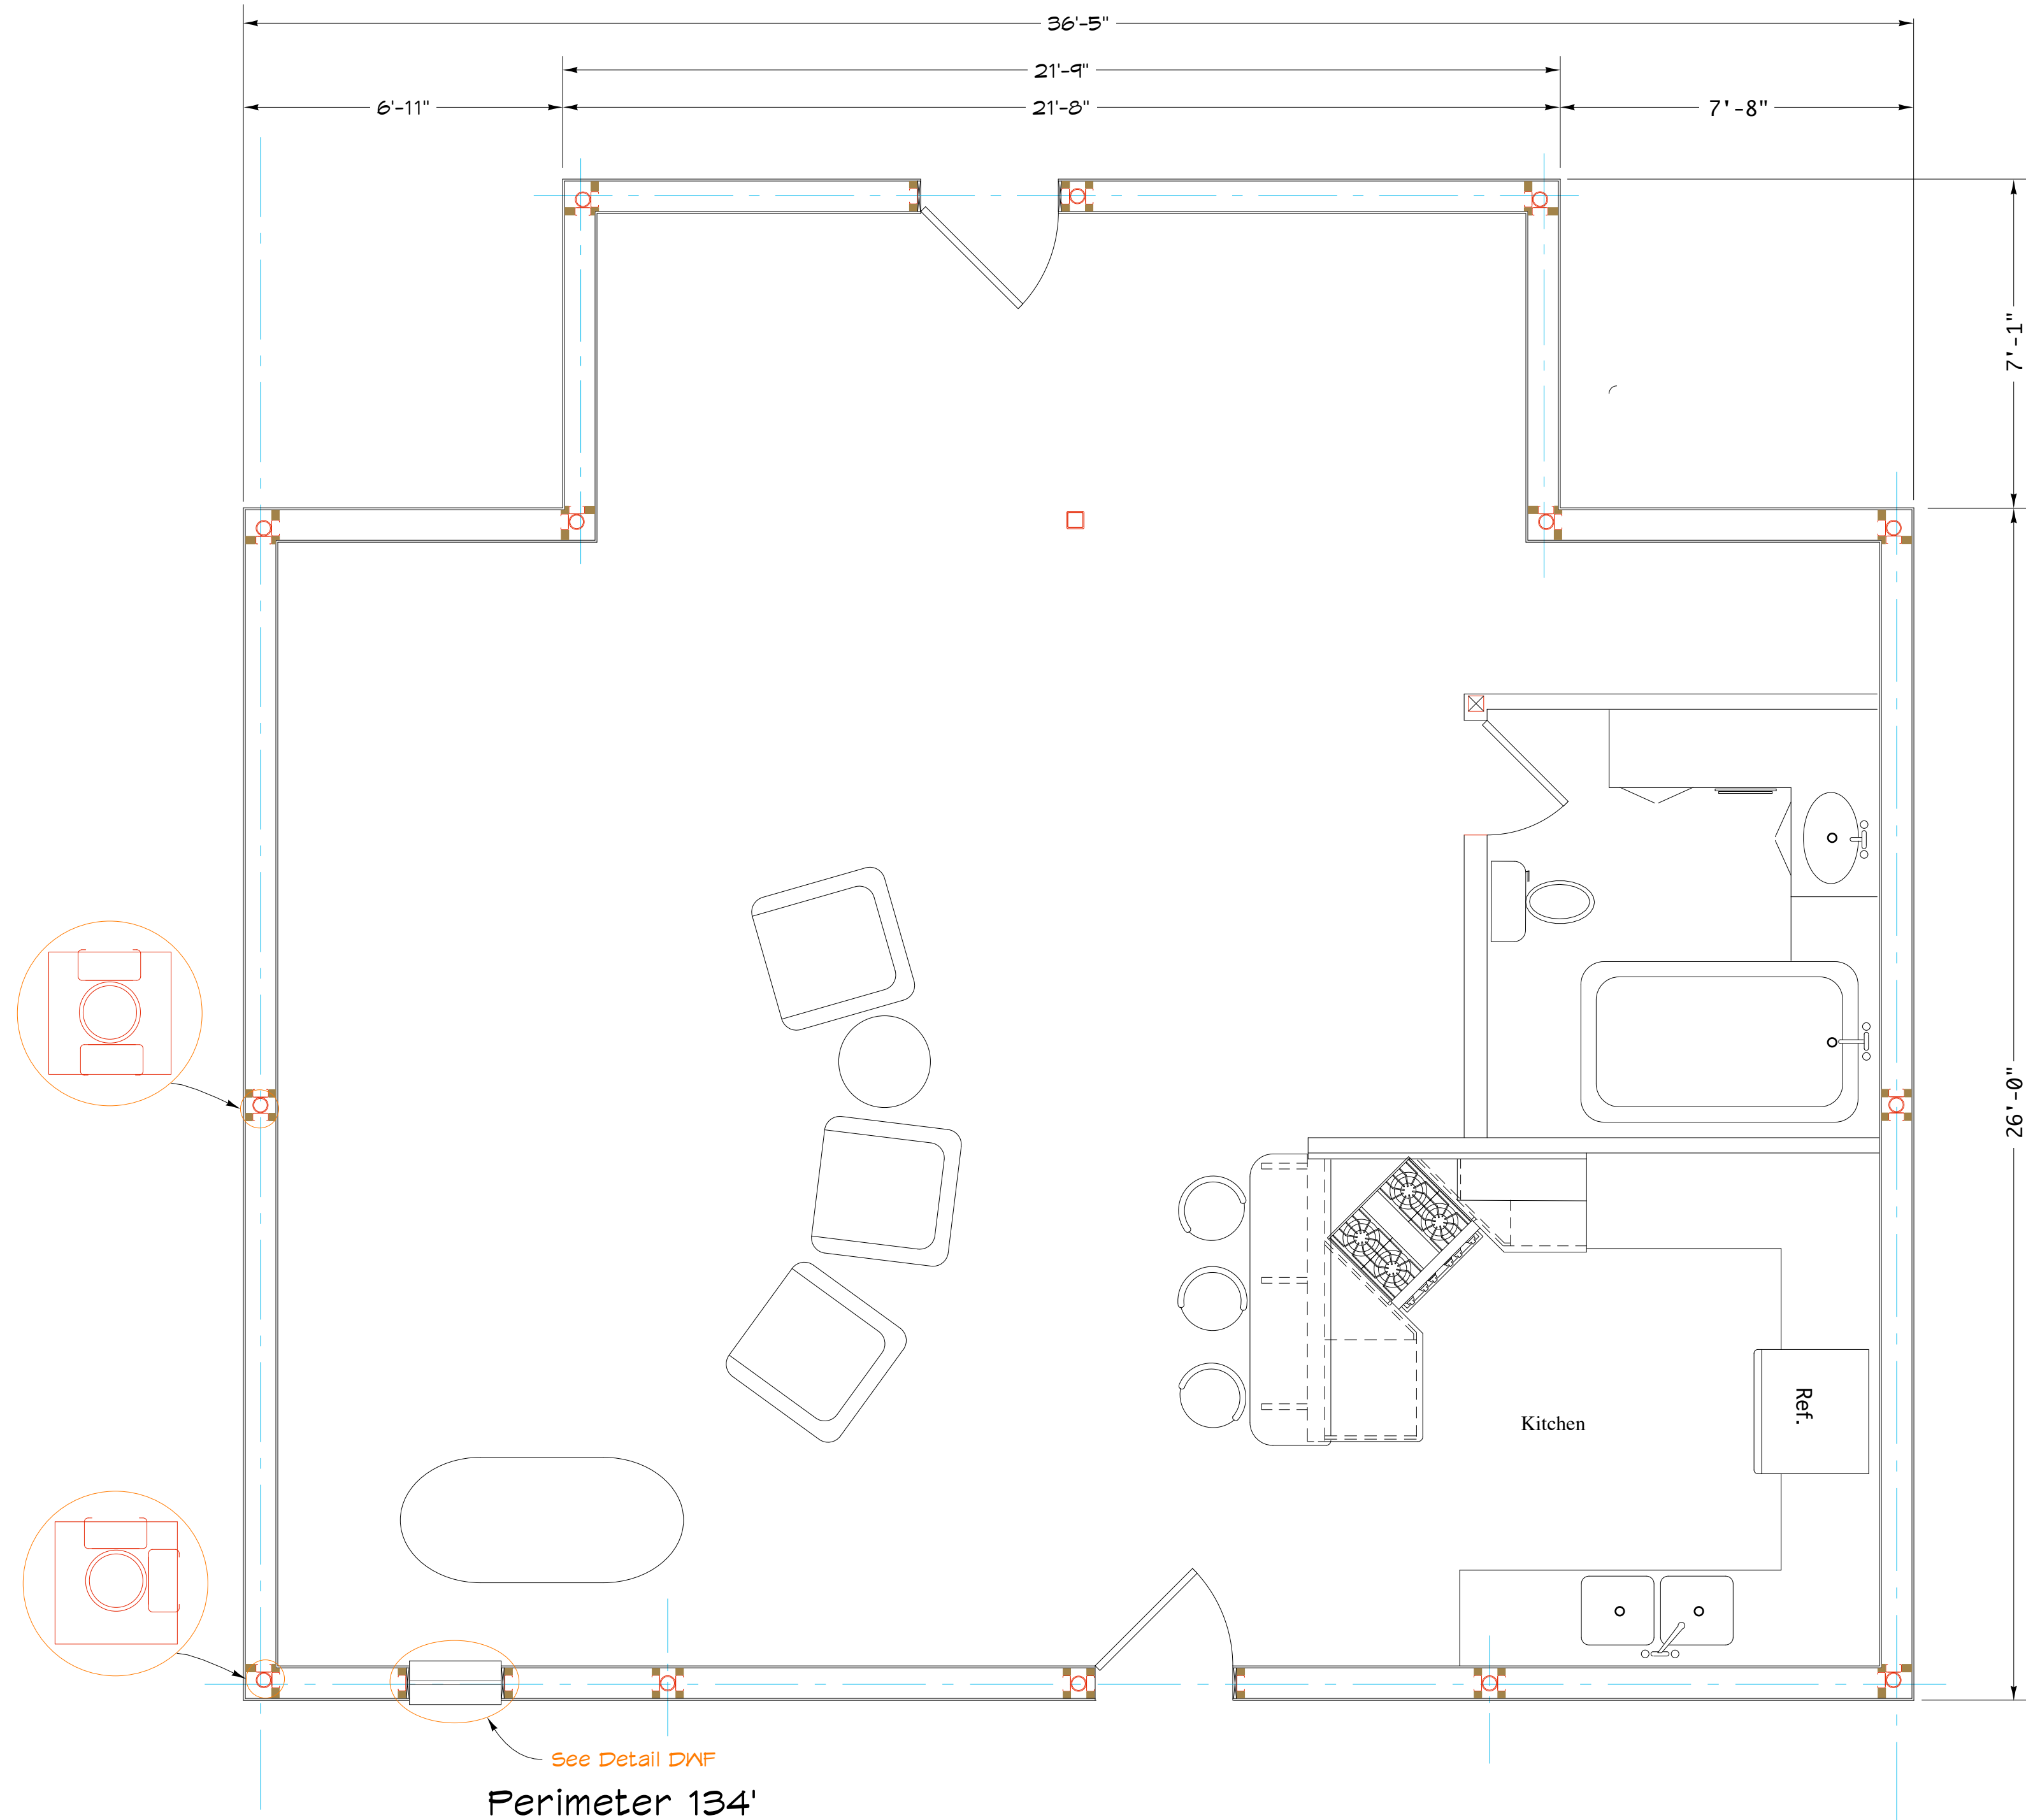 36'-5"
21'-9"
6'-11"
21'-8"
7'-8"
7'-1"
26'-0"
Ref.
Kitchen
See Detail DWF
Perimeter 134'